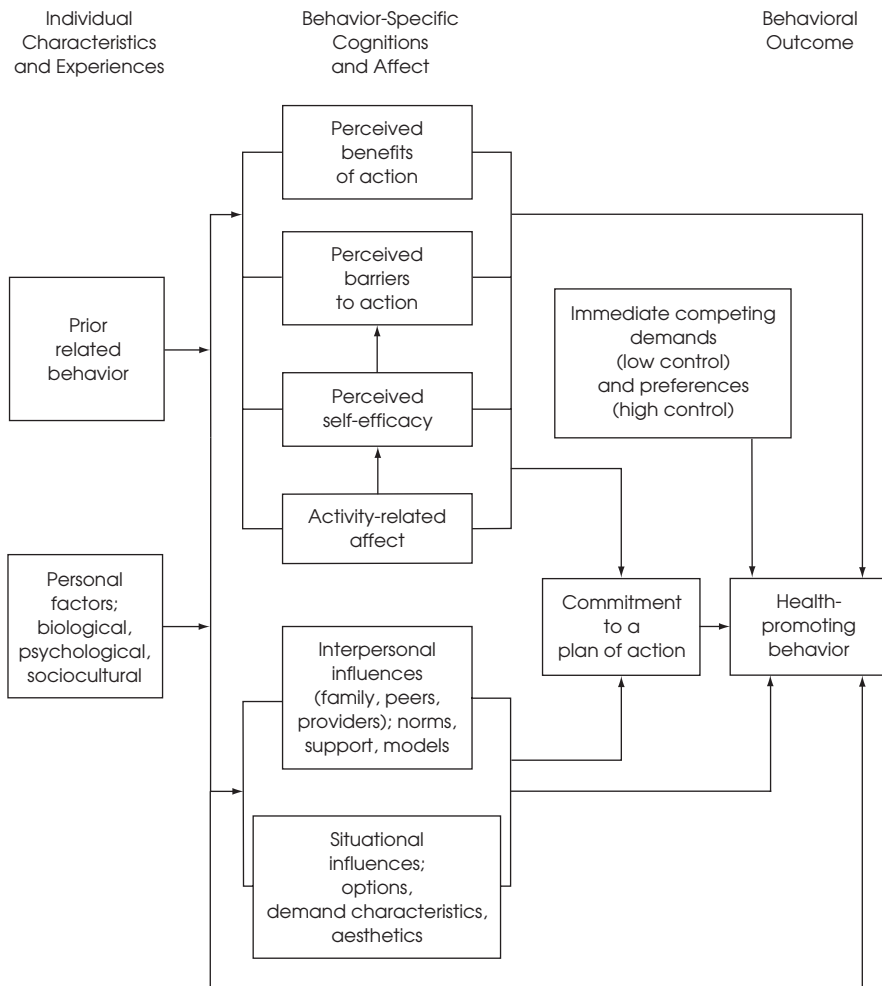 Individual
Characteristics
and Experiences
Behavior-Specific
Cognitions
and Affect
Behavioral
Outcome
Perceived
benefits
of action
Perceived
barriers
to action
Prior
related
behavior
Immediate competing
demands
(low control)
and preferences
(high control)
Perceived
self-efficacy
Activity-related
affect
Personal
factors;
biological,
psychological,
sociocultural
Commitment
to a
plan of action
Health-
promoting
behavior
Interpersonal
influences
(family, peers,
providers); norms,
support, models
Situational
influences;
options,
demand characteristics,
aesthetics